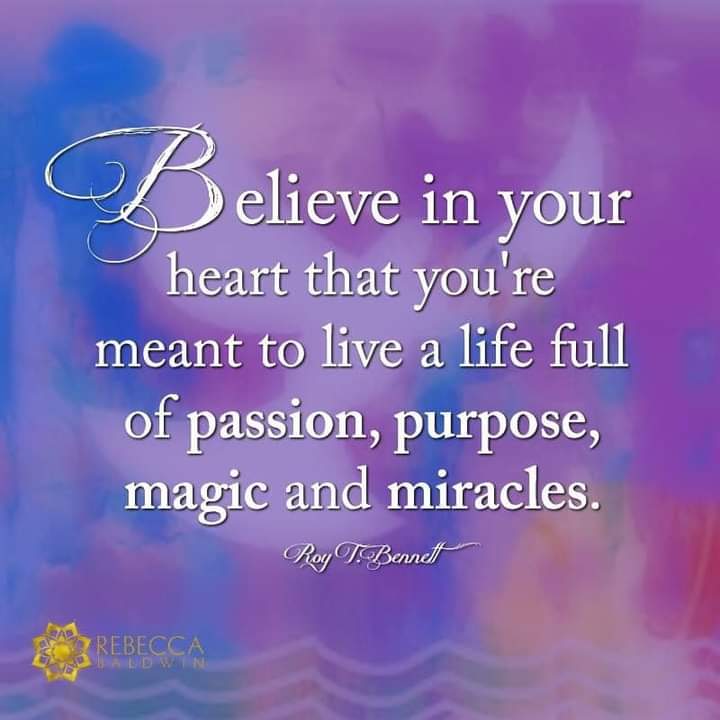 Believe in your
heart that you're
meant to live a life full
of passion, purpose,
magic and miracles.
Roy T. Bennett
REBECCA
BALDWIN